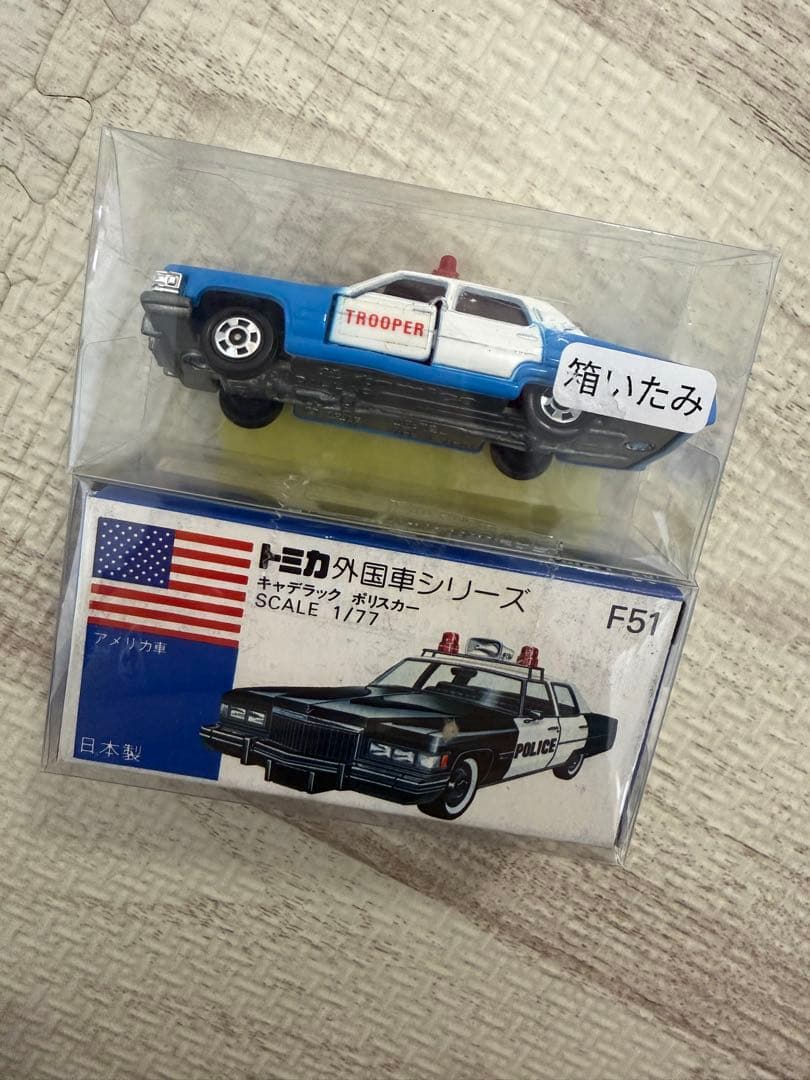 TROOPER
箱いたみ
トミカ外国車シリーズ
キャデラック ポリスカー
SCALE 1/77
F51
アメリカ車
日本製
POLICE